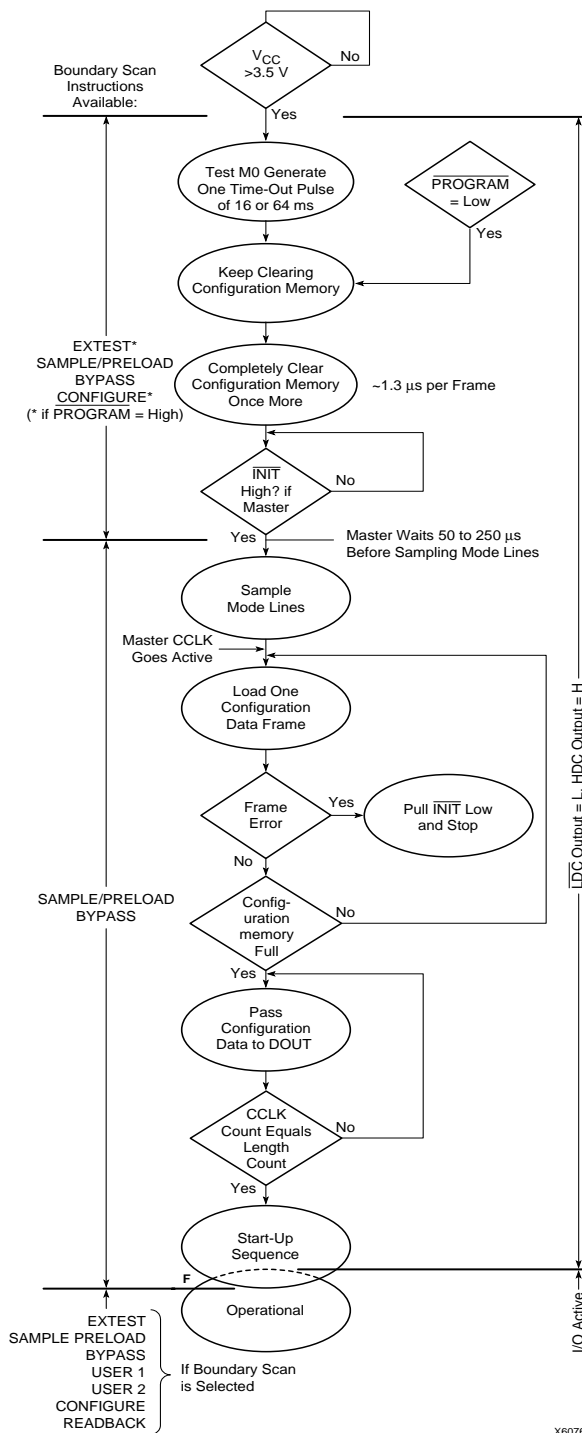 VCC
>3.5 V
No
Boundary Scan
Instructions
Available:
Yes
Test M0 Generate
One Time-Out Pulse
of 16 or 64 ms
PROGRAM
= Low
Yes
Keep Clearing
Configuration Memory
EXTEST*
SAMPLE/PRELOAD
BYPASS
CONFIGURE*
(* if PROGRAM = High)
Completely Clear
Configuration Memory
Once More
~1.3 µs per Frame
INIT
High? if
Master
No
Yes
Master Waits 50 to 250 µs
Before Sampling Mode Lines
Sample
Mode Lines
Master CCLK
Goes Active
Load One
Configuration
Data Frame
Frame
Error
Yes
Pull INIT Low
and Stop
No
LDC Output = L, HDC Output = H
SAMPLE/PRELOAD
BYPASS
Config-
uration
memory
Full
No
Yes
Pass
Configuration
Data to DOUT
CCLK
Count Equals
Length
Count
No
Yes
Start-Up
Sequence
F
Operational
I/O Active
EXTEST
SAMPLE PRELOAD
BYPASS
USER 1
USER 2
CONFIGURE
READBACK
If Boundary Scan
is Selected
X6076